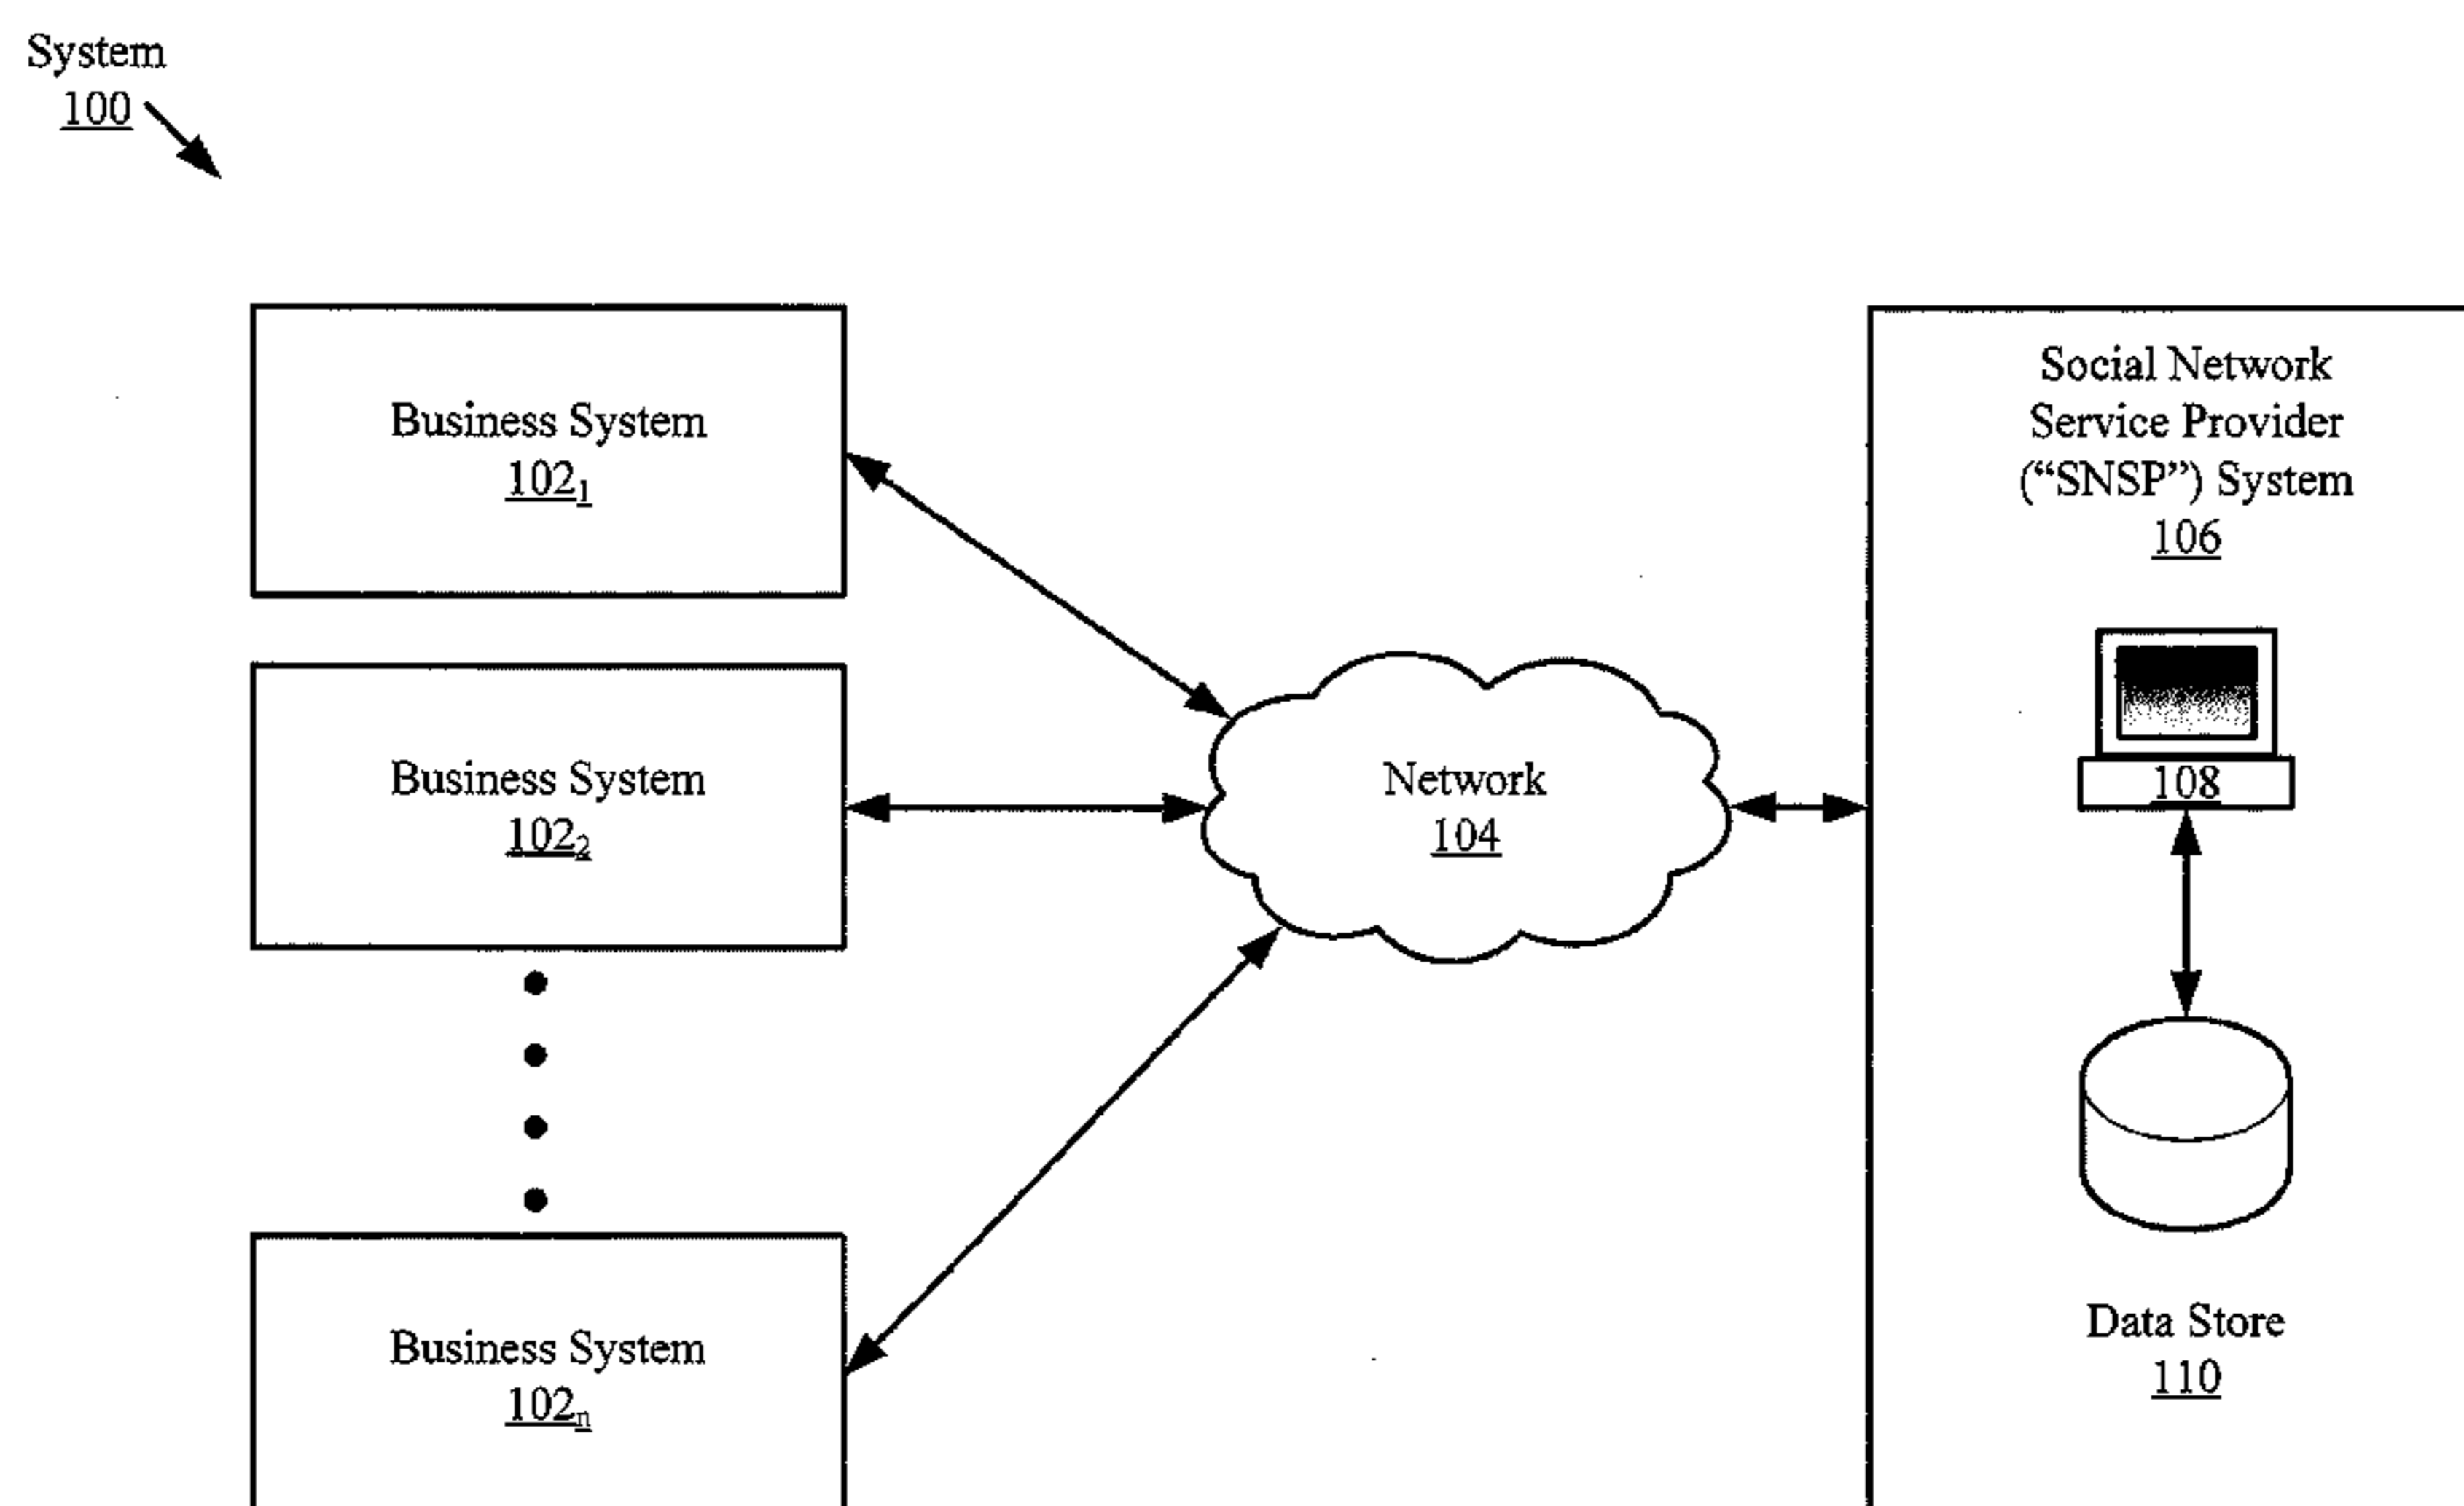 System
100
Business System
102₁
Business System
102₂
Business System
102ₙ
Network
104
Social Network
Service Provider
(“SNSP”) System
106
108
Data Store
110